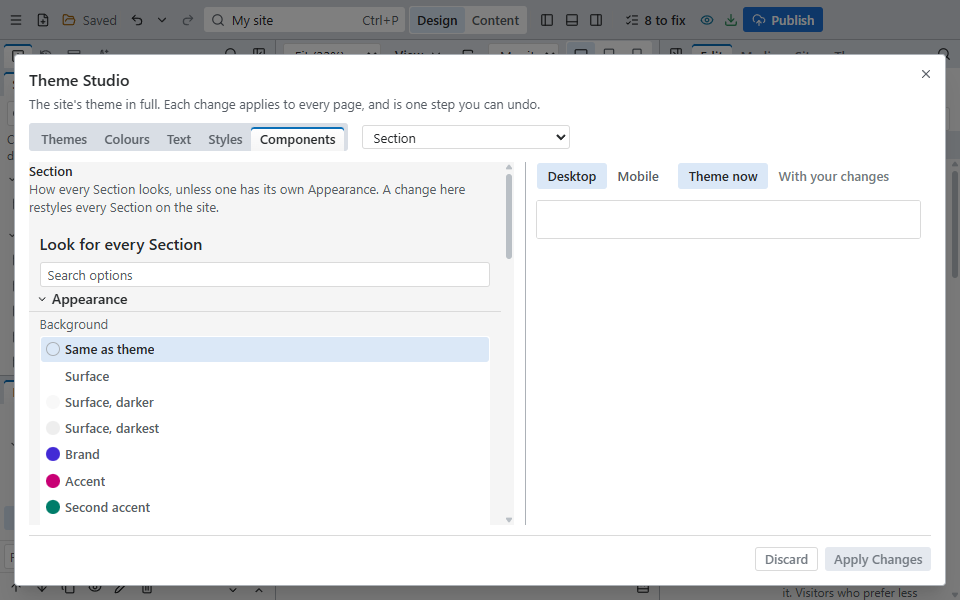 Saved
My site
Ctrl+P
Design
Content
8 to fix
Publish
Theme Studio
The site's theme in full. Each change applies to every page, and is one step you can undo.
Themes
Colours
Text
Styles
Components
Section
Section
How every Section looks, unless one has its own Appearance. A change here
restyles every Section on the site.
Look for every Section
Search options
Appearance
Background
Same as theme
Surface
Surface, darker
Surface, darkest
Brand
Accent
Second accent
Desktop
Mobile
Theme now
With your changes
Discard
Apply Changes
it. Visitors who prefer less